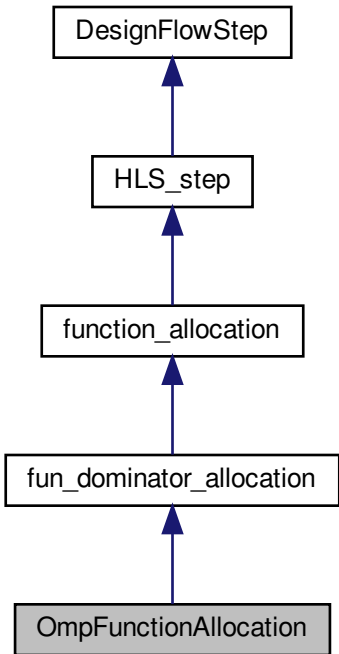 DesignFlowStep
HLS_step
function_allocation
fun_dominator_allocation
OmpFunctionAllocation